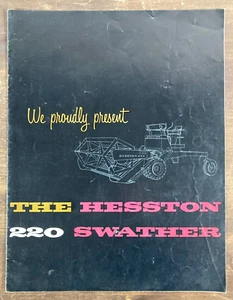 We proudly present
THE HESSTON
220 SWATHER